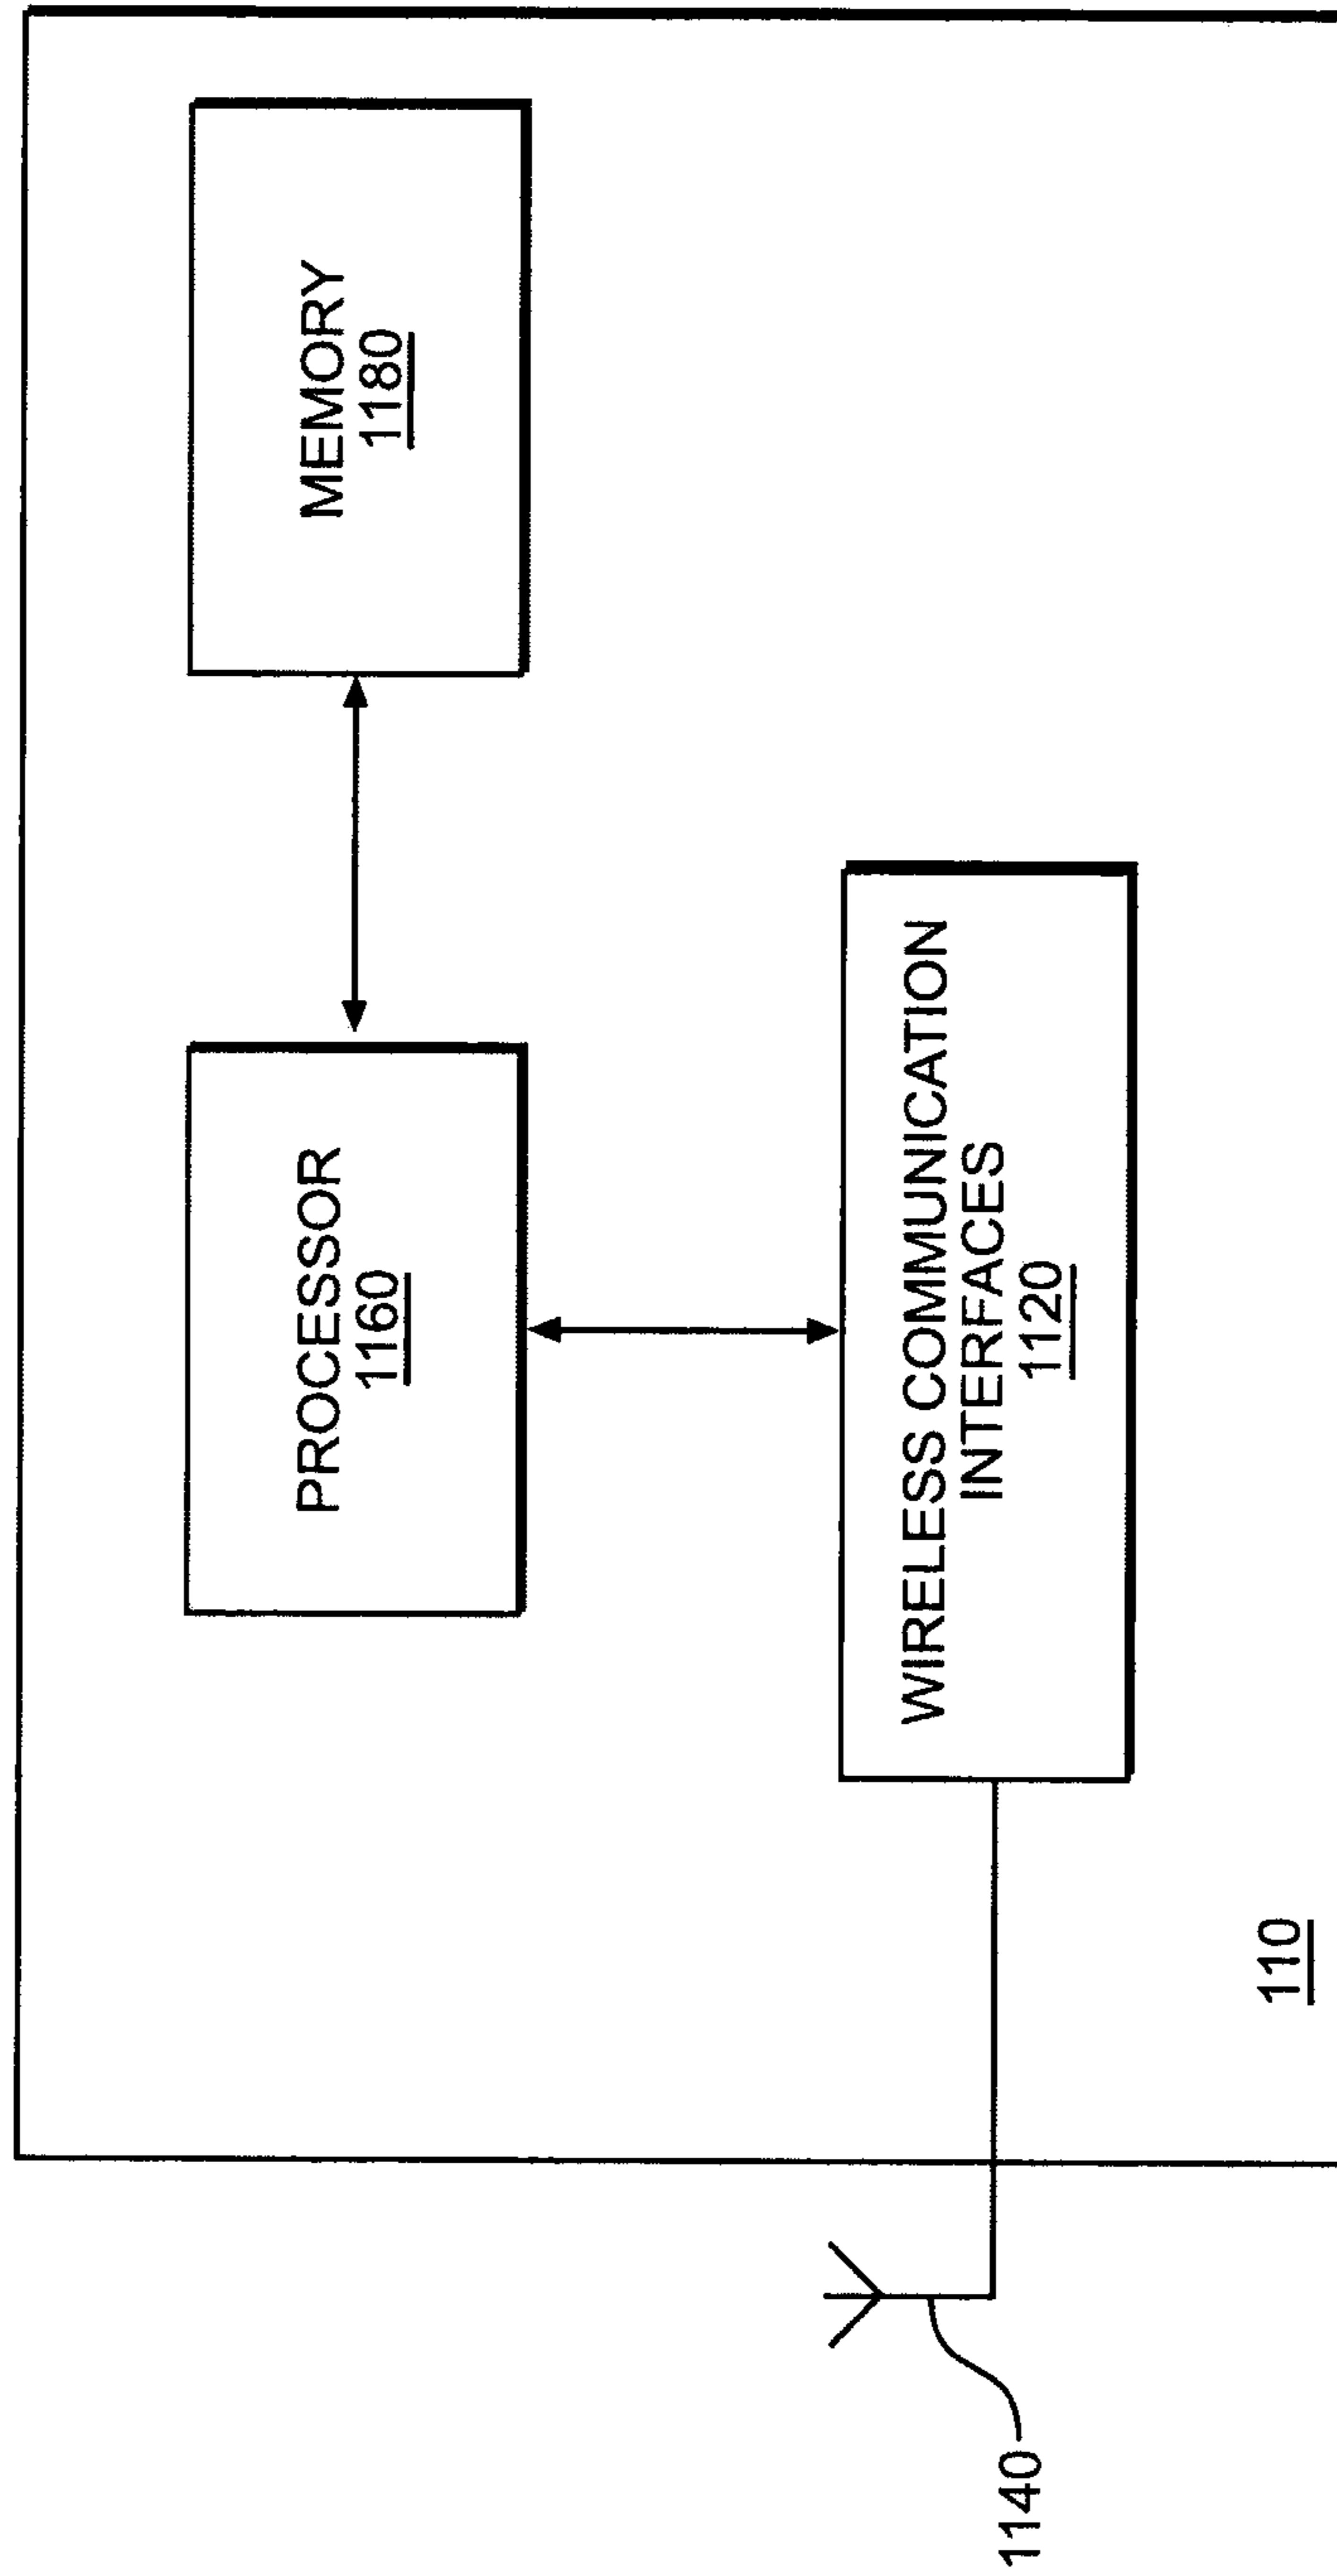 PROCESSOR
1160
MEMORY
1180
WIRELESS COMMUNICATION
INTERFACES
1120
1140
110